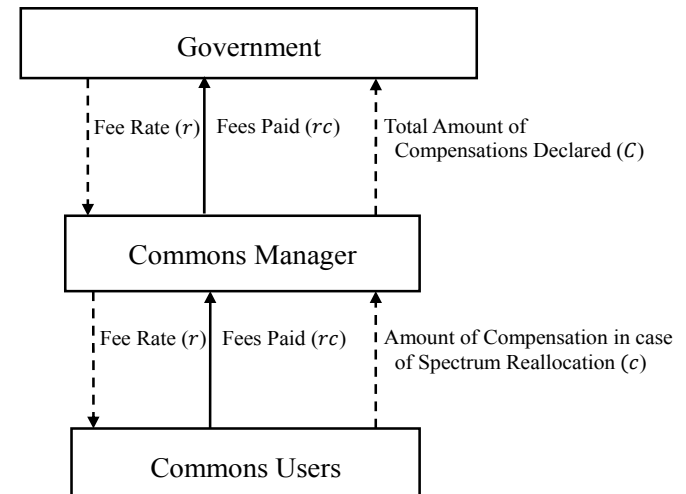 Government
Fee Rate (r)
Fees Paid (rc)
Total Amount of
Compensations Declared (C)
Commons Manager
Fee Rate (r)
Fees Paid (rc)
Amount of Compensation in case
of Spectrum Reallocation (c)
Commons Users